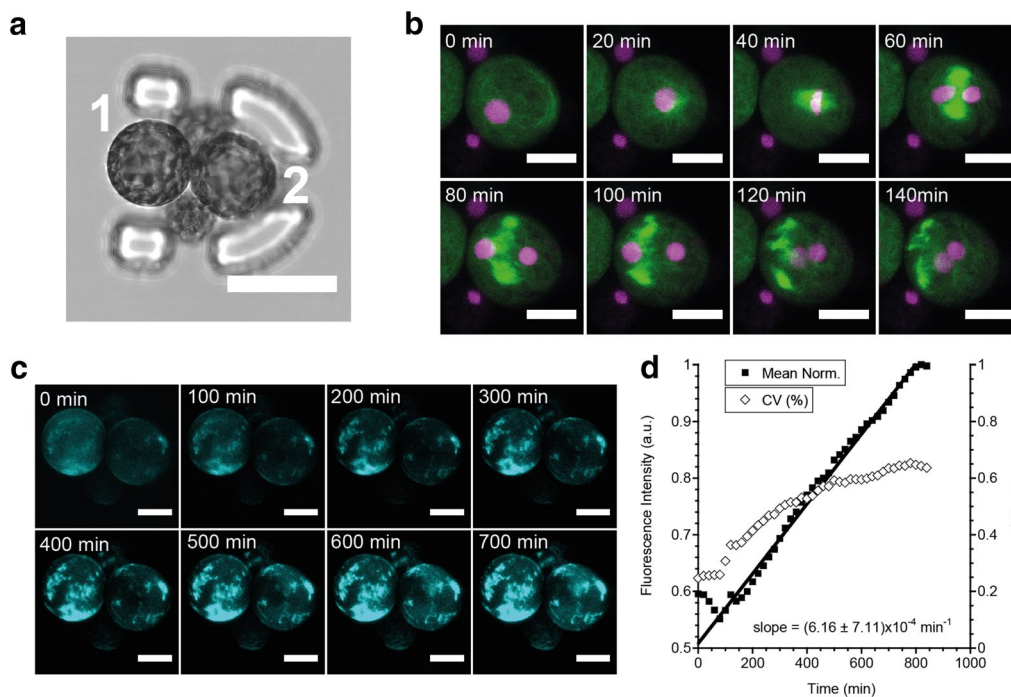 a
1
2
b
0 min
20 min
40 min
60 min
80 min
100 min
120 min
140min
c
0 min
100 min
200 min
300 min
400 min
500 min
600 min
700 min
d
Mean Norm.
CV (%)
Fluorescence Intensity (a.u.)
1
0.9
0.8
0.7
0.6
0.5
1
0.8
0.6
0.4
0.2
0
slope = (6.16 ± 7.11)x10⁻⁴ min⁻¹
0 200 400 600 800 1000
Time (min)